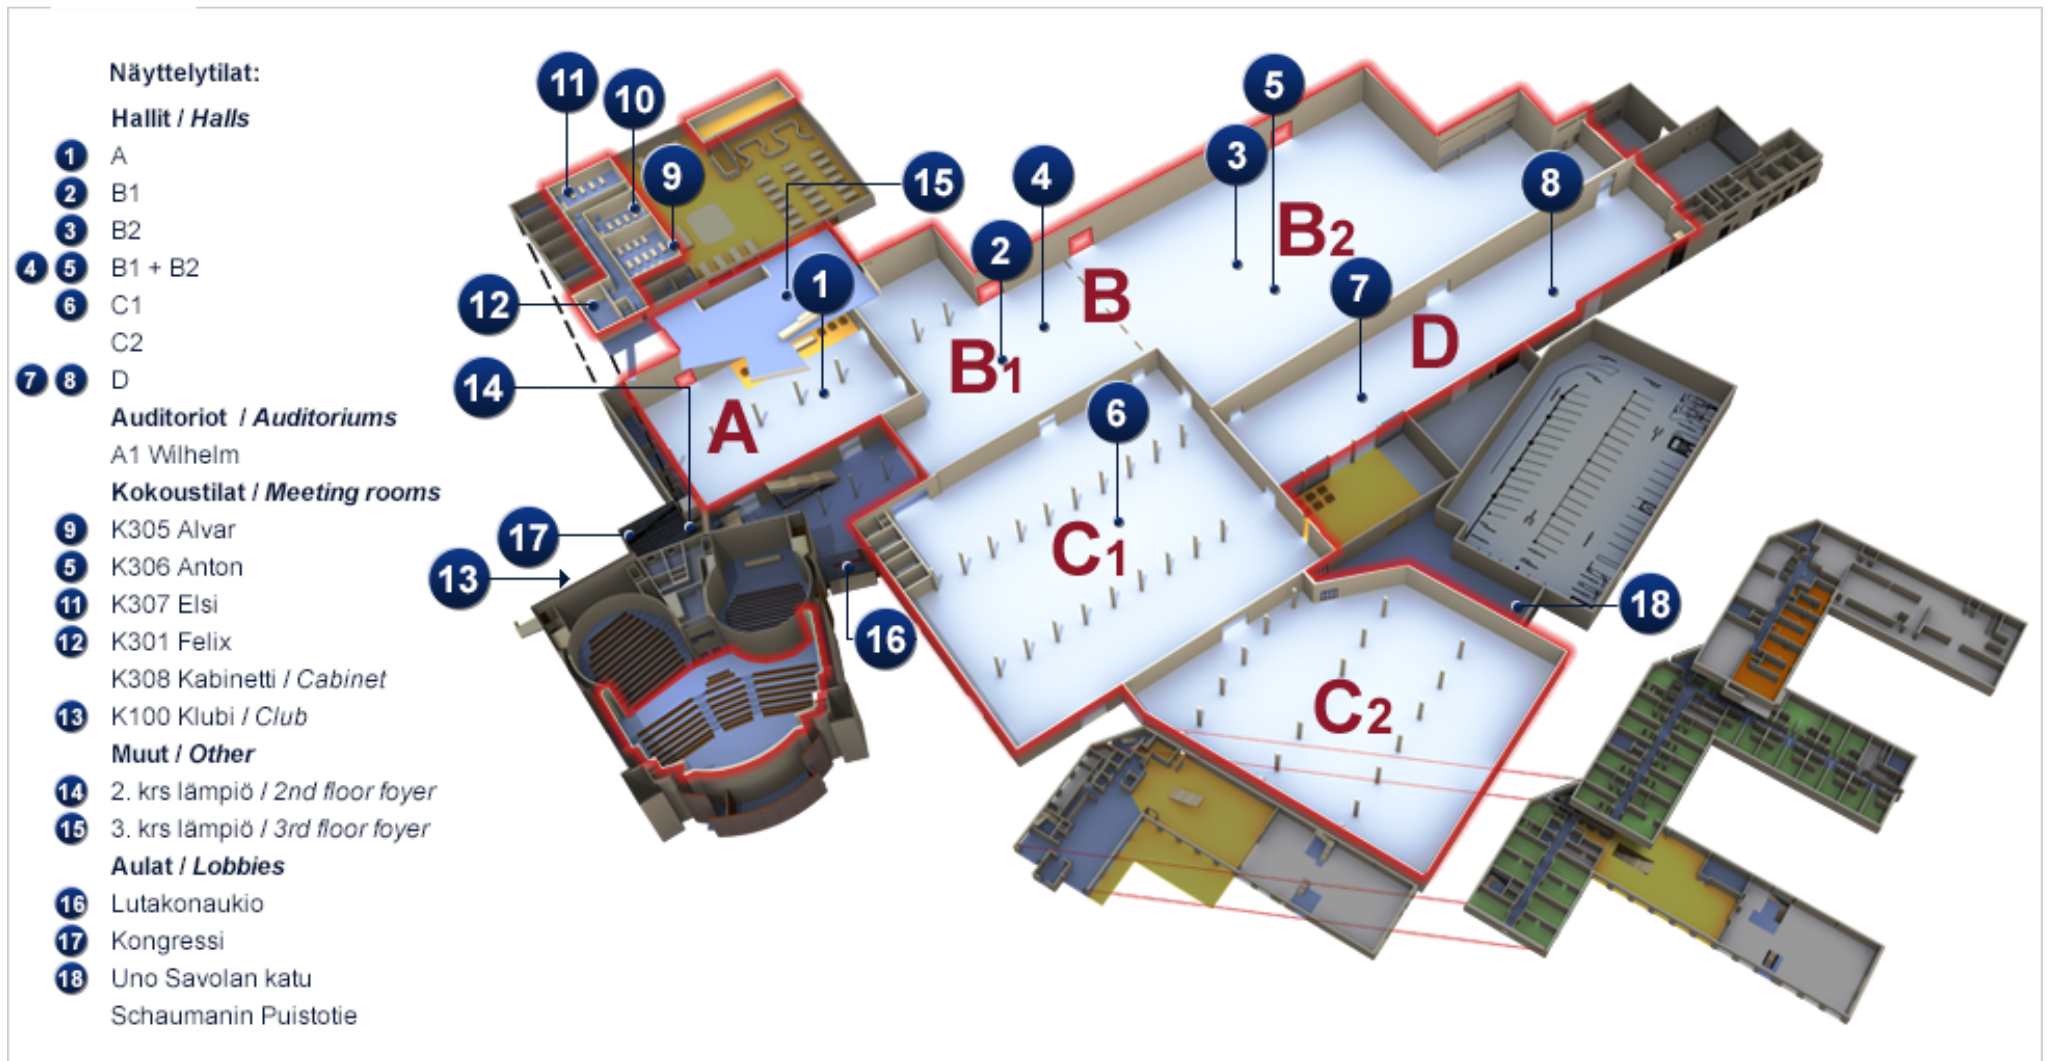 Näyttelytilat:
Hallit / Halls
1 A
2 B1
3 B2
4 5 B1 + B2
6 C1
C2
7 8 D
Auditoriot / Auditoriums
A1 Wilhelm
Kokoustilat / Meeting rooms
9 K305 Alvar
5 K306 Anton
11 K307 Elsi
12 K301 Felix
K308 Kabinetti / Cabinet
13 K100 Klubi / Club
Muut / Other
14 2. krs lämpiö / 2nd floor foyer
15 3. krs lämpiö / 3rd floor foyer
Aulat / Lobbies
16 Lutakonaukio
17 Kongressi
18 Uno Savolan katu
Schaumanin Puistotie
11
10
5
3
9
4
15
8
2
B2
12
1
B
7
14
B1
D
A
6
17
C1
13
16
18
C2